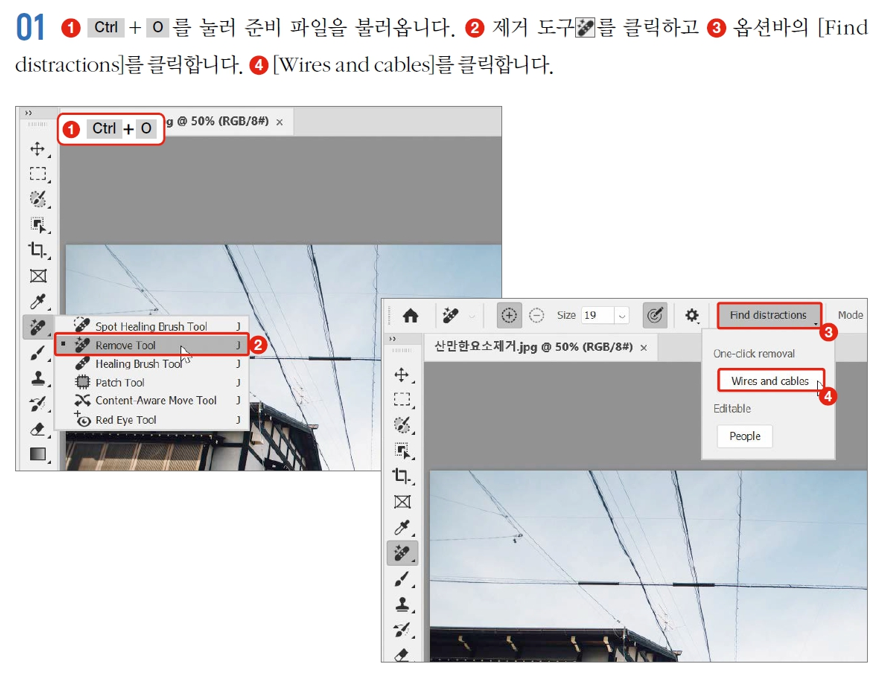 01 ❶ Ctrl + O 를 눌러 준비 파일을 불러옵니다. ❷ 제거 도구를 클릭하고 ❸ 옵션바의 [Find
distractions]를 클릭합니다. ❹ [Wires and cables]를 클릭합니다.
❶ Ctrl + O
g @ 50% (RGB/8#) ×
Spot Healing Brush Tool J
Remove Tool J ❷
Healing Brush Tool J
Patch Tool J
Content-Aware Move Tool J
Red Eye Tool J
Size 19 Find distractions Mode
❸
산만한요소제거.jpg @ 50% (RGB/8#) ×
One-click removal
Wires and cables
❹
Editable
People